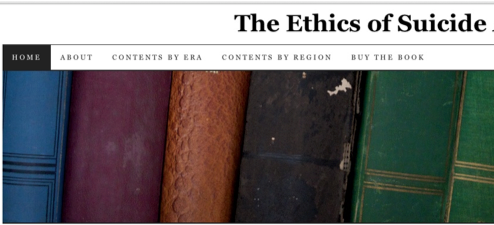 The Ethics of Suicide
HOME ABOUT CONTENTS BY ERA CONTENTS BY REGION BUY THE BOOK